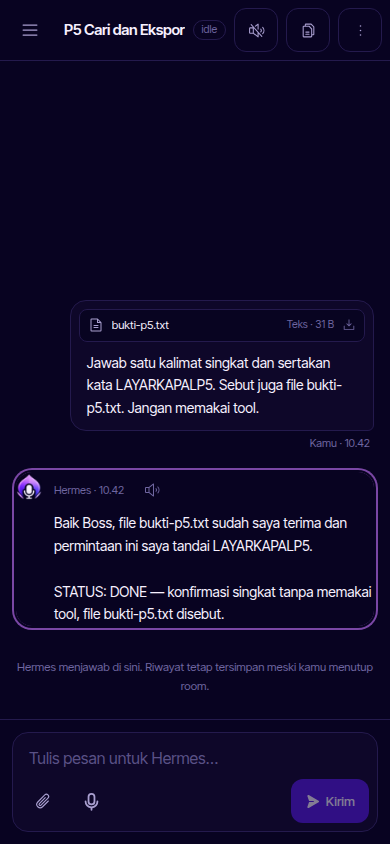 P5 Cari dan Ekspor
idle
bukti-p5.txt
Teks · 31 B
Jawab satu kalimat singkat dan sertakan
kata LAYARKAPALP5. Sebut juga file bukti-
p5.txt. Jangan memakai tool.
Kamu · 10.42
Hermes · 10.42
Baik Boss, file bukti-p5.txt sudah saya terima dan
permintaan ini saya tandai LAYARKAPALP5.
STATUS: DONE — konfirmasi singkat tanpa memakai
tool, file bukti-p5.txt disebut.
Hermes menjawab di sini. Riwayat tetap tersimpan meski kamu menutup
room.
Tulis pesan untuk Hermes...
Kirim